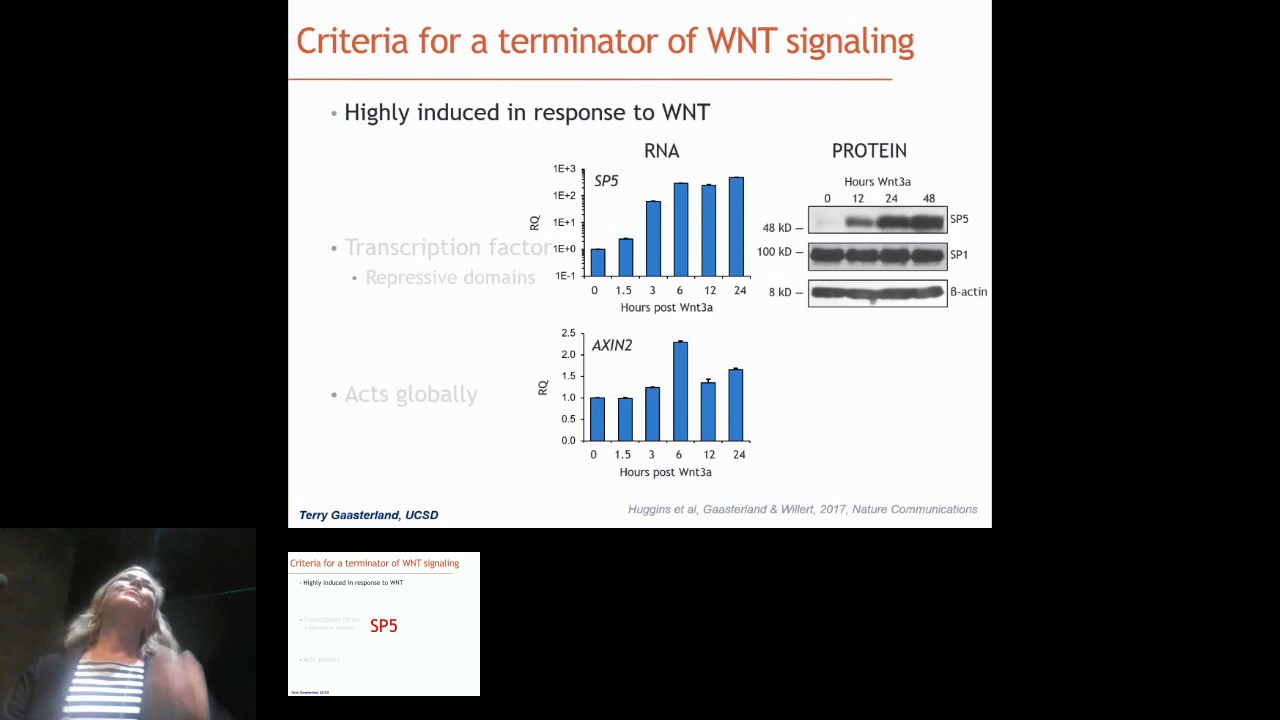 Criteria for a terminator of WNT signaling
• Highly induced in response to WNT
RNA
PROTEIN
1E+3
1E+2
1E+1
1E+0
1E-1
RQ
SP5
0 1.5 3 6 12 24
Hours post Wnt3a
Hours Wnt3a
0 12 24 48
48 kD
SP5
100 kD
SP1
8 kD
β-actin
• Transcription factor
• Repressive domains
2.5
2.0
1.5
1.0
0.5
0.0
RQ
AXIN2
0 1.5 3 6 12 24
Hours post Wnt3a
• Acts globally
Terry Gaasterland, UCSD
Huggins et al, Gaasterland & Willert, 2017, Nature Communications
Criteria for a terminator of WNT signaling
• Highly induced in response to WNT
• Transcription factor
• Repressive domains
SP5
• Acts globally
Terry Gaasterland, UCSD